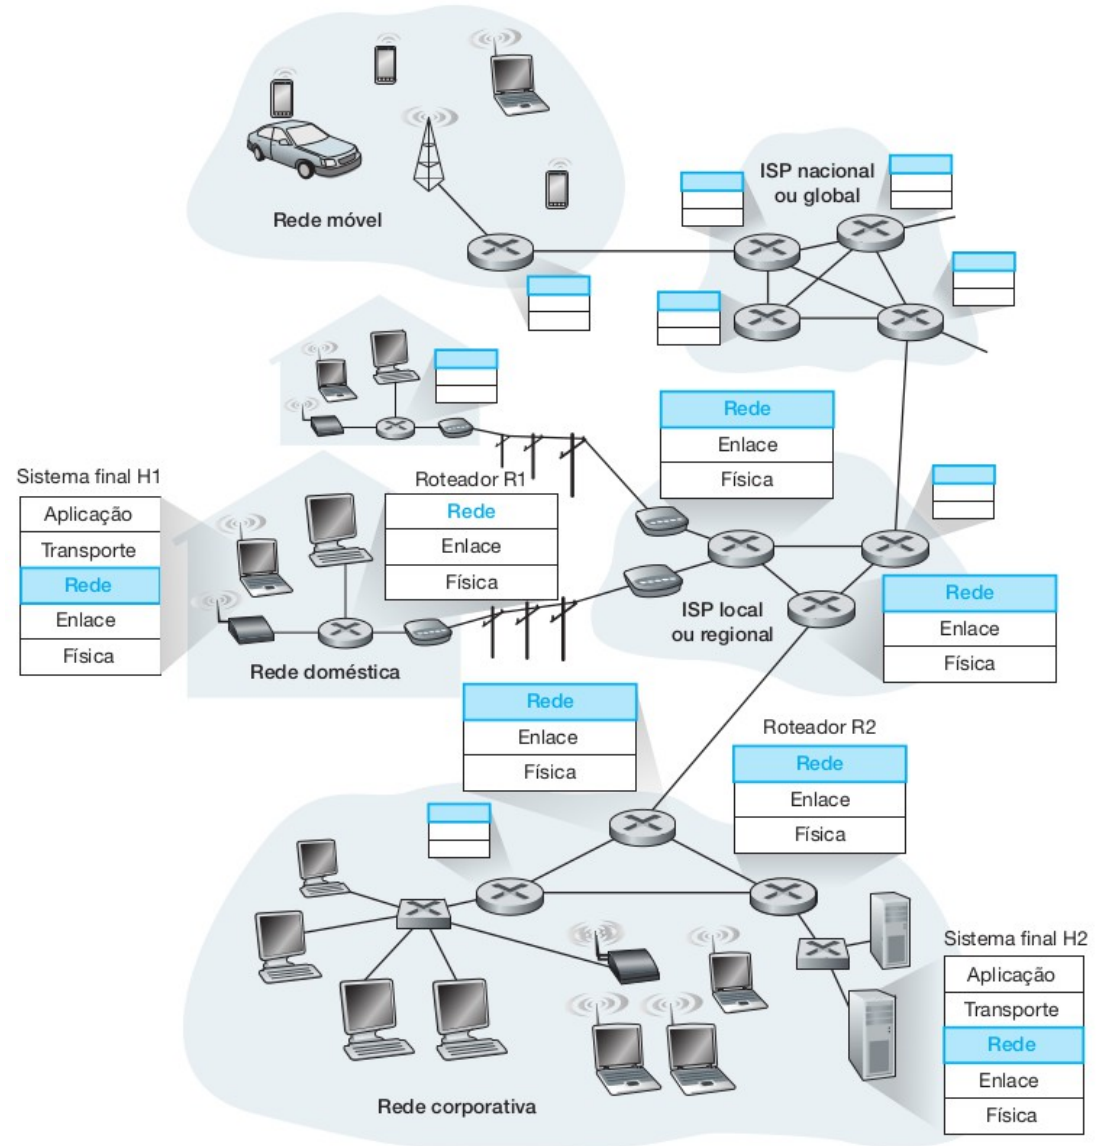 Rede móvel
ISP nacional
ou global
Rede
Enlace
Física
Sistema final H1
Aplicação
Transporte
Rede
Enlace
Física
Roteador R1
Rede
Enlace
Física
ISP local
ou regional
Rede
Enlace
Física
Rede doméstica
Rede
Enlace
Física
Roteador R2
Rede
Enlace
Física
Sistema final H2
Aplicação
Transporte
Rede
Enlace
Física
Rede corporativa